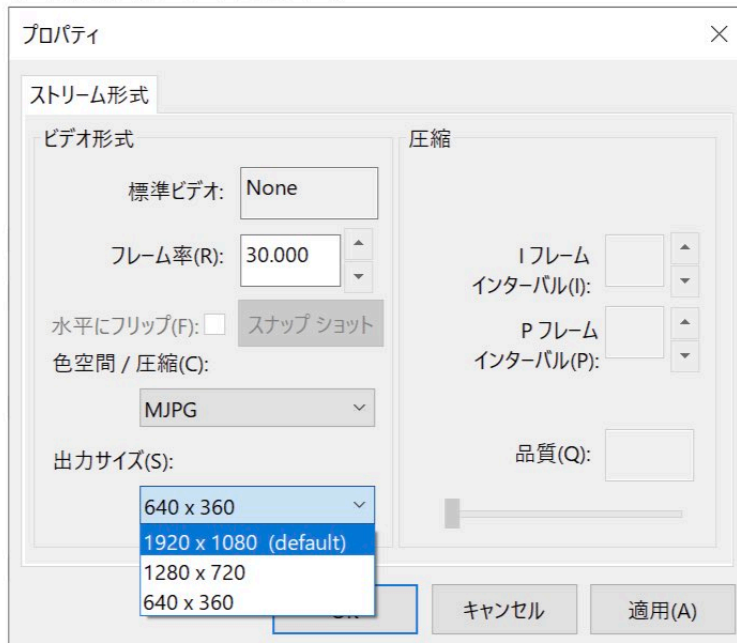 プロパティ
ストリーム形式
ビデオ形式
標準ビデオ:
None
フレーム率(R):
30.000
水平にフリップ(F):
スナップ ショット
色空間 / 圧縮(C):
MJPG
出力サイズ(S):
640 x 360
1920 x 1080 (default)
1280 x 720
640 x 360
圧縮
I フレーム
インターバル(I):
P フレーム
インターバル(P):
品質(Q):
キャンセル
適用(A)